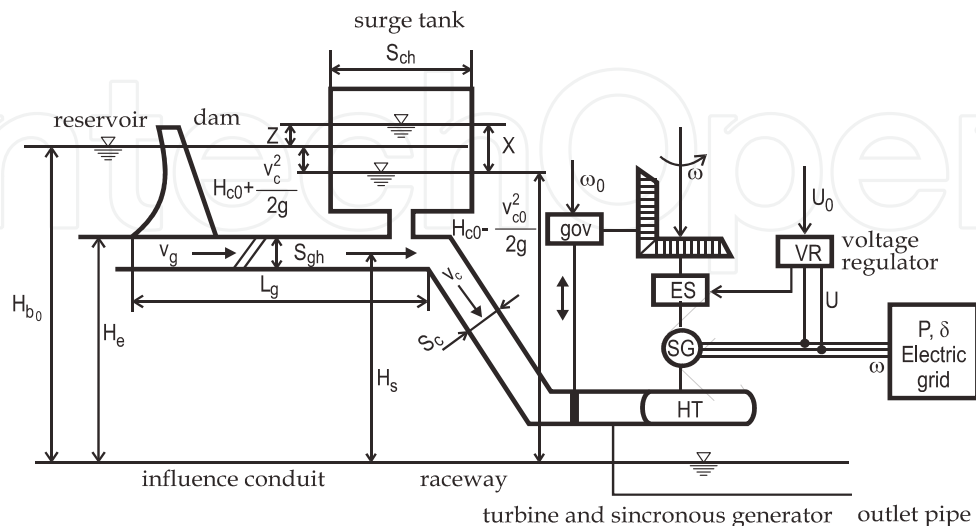 surge tank
S_ch
reservoir
dam
Z
X
H_c0 + v_c^2 / 2g
ω_0
gov
H_c0 - v_c0^2 / 2g
ω
U_0
VR
voltage
regulator
v_g
S_gh
L_g
v_c
S_c
ES
U
H_b0
H_e
H_s
SG
ω
P, δ
Electric
grid
HT
influence conduit
raceway
turbine and sincronous generator
outlet pipe
ntechOpen